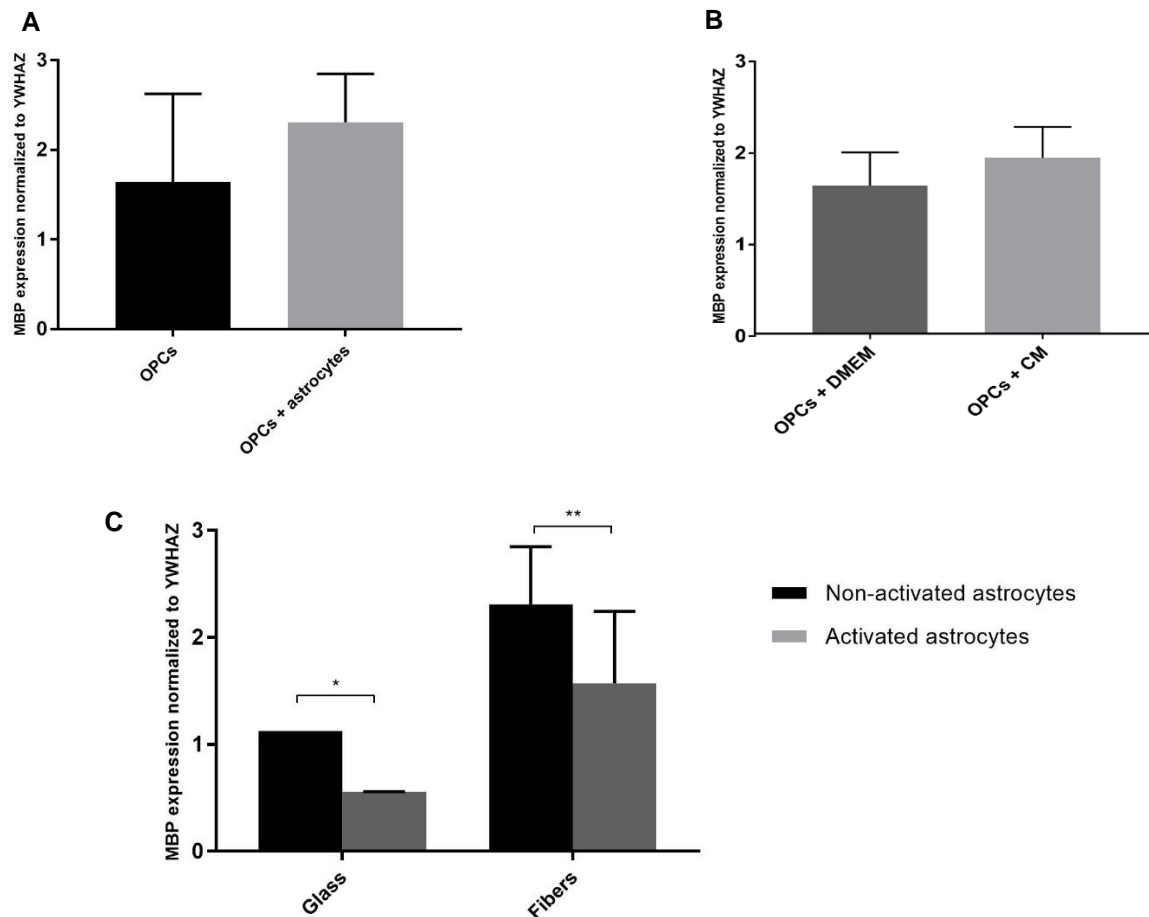 A
MBP expression normalized to YWHAZ
3
2
1
0
OPCs
OPCs + astrocytes
B
MBP expression normalized to YWHAZ
3
2
1
0
OPCs + DMEM
OPCs + CM
C
MBP expression normalized to YWHAZ
3
2
1
0
*
**
Glass
Fibers
Non-activated astrocytes
Activated astrocytes